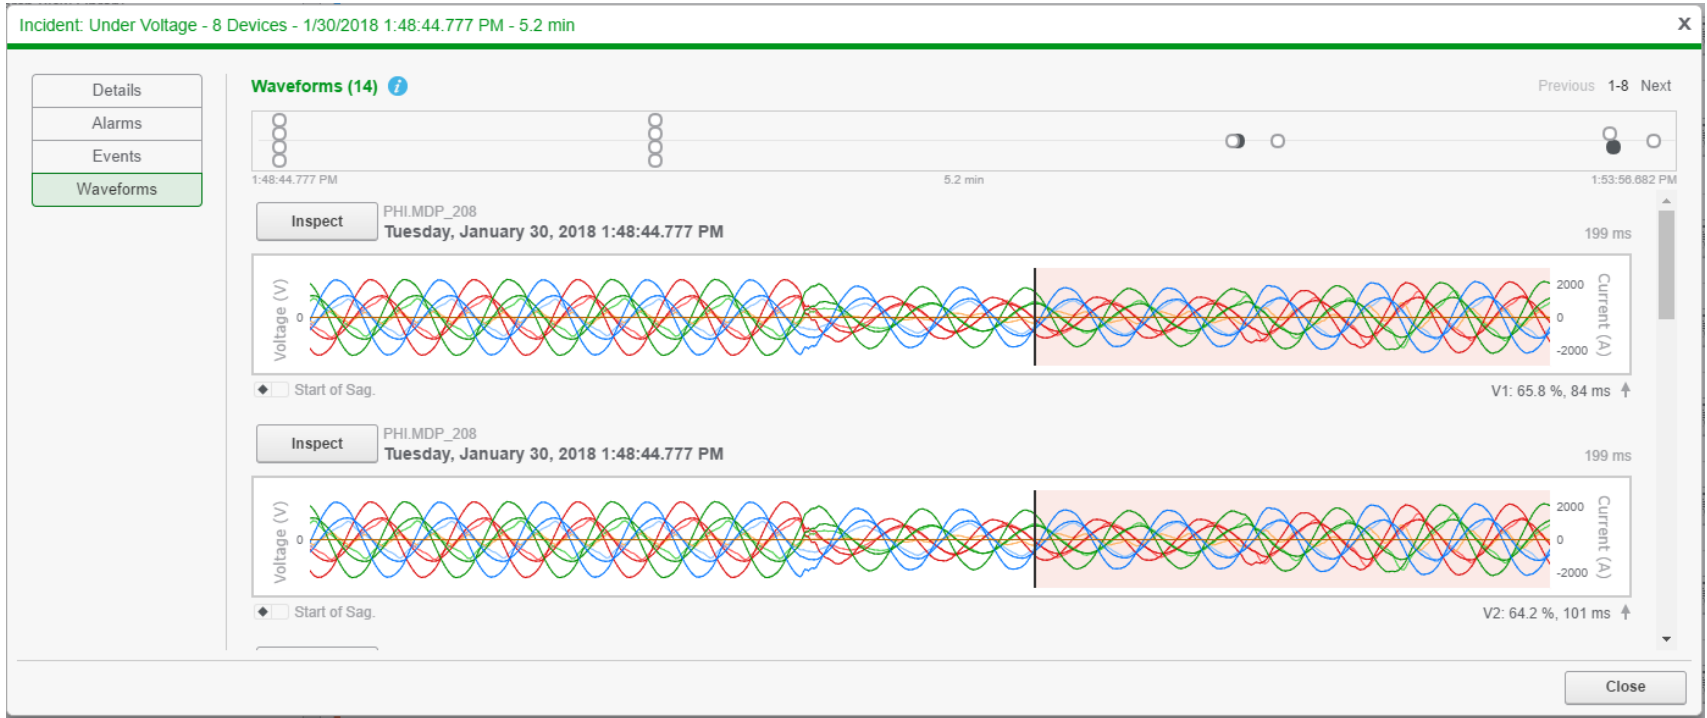 Incident: Under Voltage - 8 Devices - 1/30/2018 1:48:44.777 PM - 5.2 min
X
Details
Alarms
Events
Waveforms
Waveforms (14) i
Previous 1-8 Next
1:48:44.777 PM 5.2 min 1:53:56.682 PM
Inspect
PHI.MDP_208
Tuesday, January 30, 2018 1:48:44.777 PM
199 ms
Voltage (V)
0
2000
0
-2000
Current (A)
Start of Sag.
V1: 65.8 %, 84 ms
Inspect
PHI.MDP_208
Tuesday, January 30, 2018 1:48:44.777 PM
199 ms
Voltage (V)
0
2000
0
-2000
Current (A)
Start of Sag.
V2: 64.2 %, 101 ms
Close